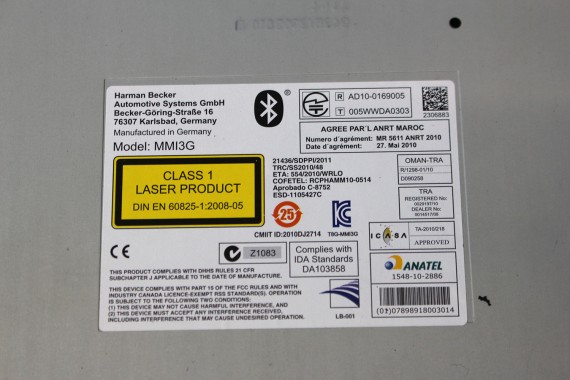 Harman Becker
Automotive Systems GmbH
Becker-Göring-Straße 16
76307 Karlsbad, Germany
Manufactured in Germany
Model: MMI3G
®
R AD10-0169005
T 005WWDA0303
2306883
AGREE PAR´L ANRT MAROC
Numero d'agrément: MR 5611 ANRT 2010
Date d'agrément: 27. Mai 2010
CLASS 1
LASER PRODUCT
DIN EN 60825-1:2008-05
21436/SDPPI/2011
TRC/SS2010/48
ETA: 554/2010/WRLO
COFETEL: RCPHAMM10-0514
Aprobado C-8752
ESD-1105427C
OMAN-TRA
R/1298-01/10
D090258
TRA
REGISTERED No:
DEALER No:
25
CMIIT ID:2010DJ2714
T8G-MMI3G
ICASA
TA-2010/218
APPROVED
CE
N
Z1083
Complies with
IDA Standards
DA103858
ANATEL
1548-10-2886
THIS PRODUCT COMPLIES WITH DHHS RULES 21 CFR
SUBCHAPTER J APPLICABLE TO THIS DATE OF MANUFACTURE.
THIS DEVICE COMPLIES WITH PART 15 OF THE FCC RULES AND WITH
INDUSTRY CANADA LICENCE-EXEMPT RSS STANDARD(S).
OPERATION IS SUBJECT TO THE FOLLOWING TWO CONDITIONS:
(1) THIS DEVICE MAY NOT CAUSE HARMFUL INTERFERENCE, AND
(2) THIS DEVICE MUST ACCEPT ANY INTERFERENCE RECEIVED,
INCLUDING INTERFERENCE THAT MAY CAUSE UNDESIRED OPERATION.
LB-001
(01)07898918003014